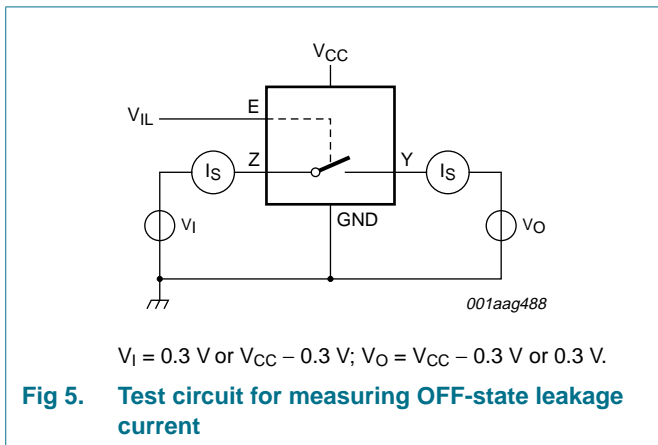 VCC
E
VIL
IS
Z
Y
IS
VI
GND
VO
001aag488
VI = 0.3 V or VCC − 0.3 V; VO = VCC − 0.3 V or 0.3 V.
Fig 5. Test circuit for measuring OFF-state leakage
current